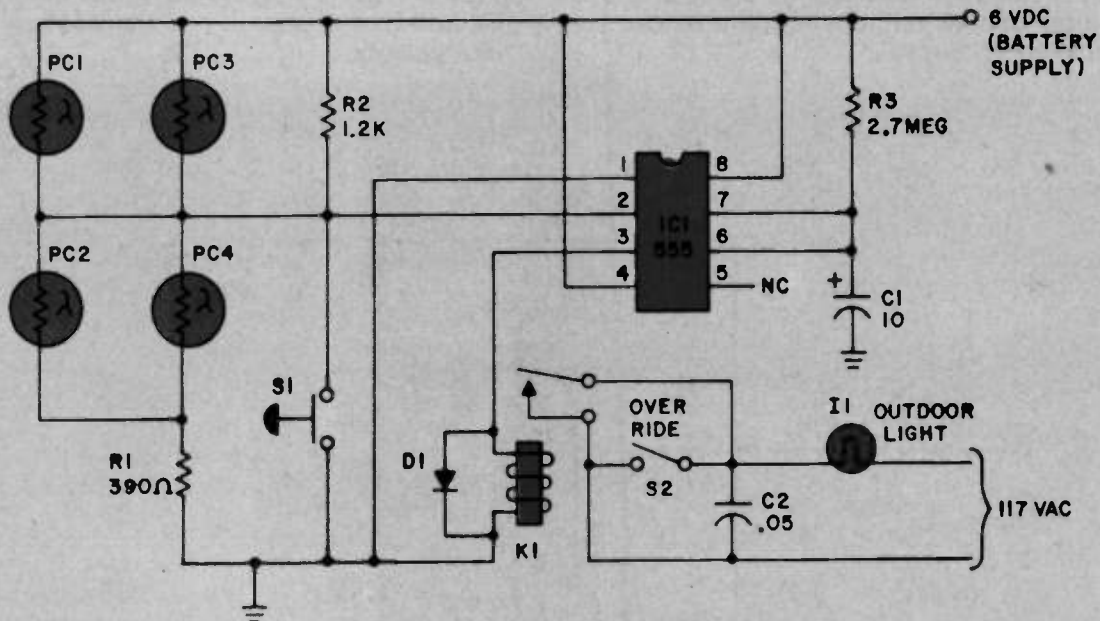 6 VDC
(BATTERY
SUPPLY)
PC1
PC3
R2
1.2K
R3
2.7MEG
1
8
2
7
3
6
4
5
IC1
555
NC
PC2
PC4
+
C1
10
S1
OVER
RIDE
I1
OUTDOOR
LIGHT
R1
390Ω
D1
S2
C2
.05
117 VAC
K1
λ
λ
λ
λ